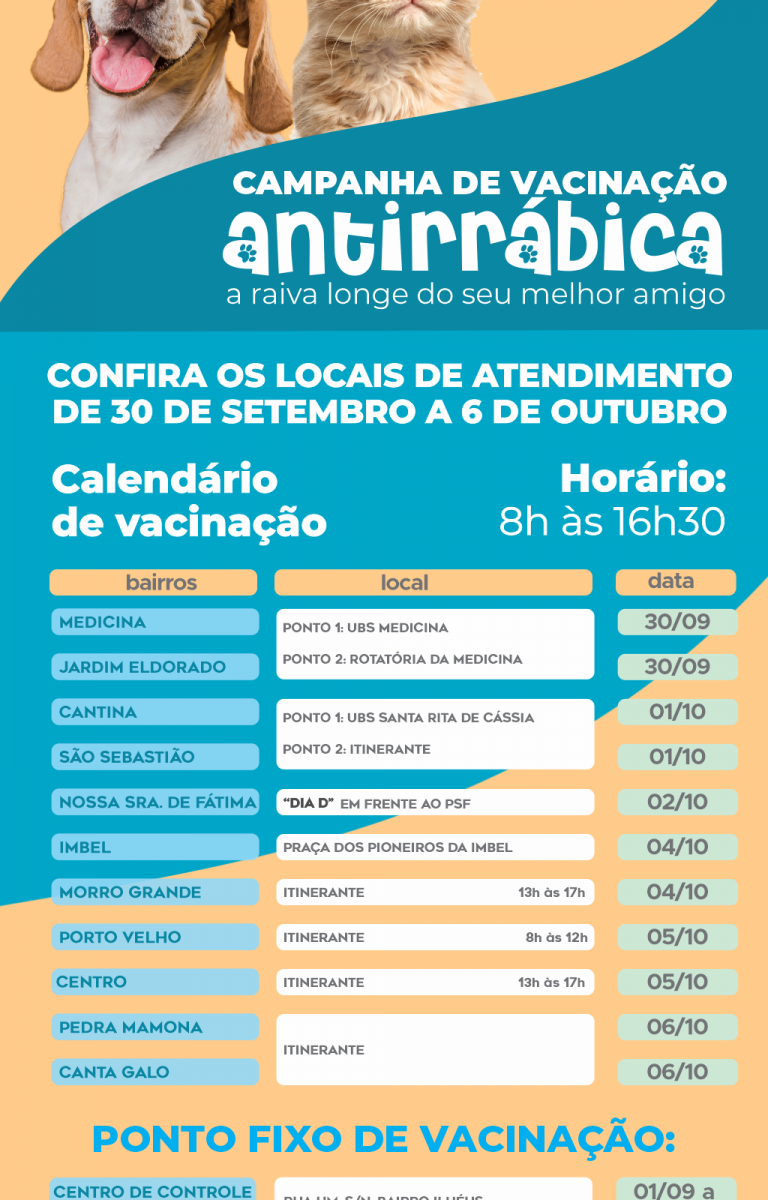 CAMPANHA DE VACINAÇÃO
antirrábica
a raiva longe do seu melhor amigo
CONFIRA OS LOCAIS DE ATENDIMENTO
DE 30 DE SETEMBRO A 6 DE OUTUBRO
Calendário
de vacinação
Horário:
8h às 16h30
bairros local data
MEDICINA PONTO 1: UBS MEDICINA 30/09
JARDIM ELDORADO PONTO 2: ROTATÓRIA DA MEDICINA 30/09
CANTINA PONTO 1: UBS SANTA RITA DE CÁSSIA 01/10
SÃO SEBASTIÃO PONTO 2: ITINERANTE 01/10
NOSSA SRA. DE FÁTIMA “DIA D” EM FRENTE AO PSF 02/10
IMBEL PRAÇA DOS PIONEIROS DA IMBEL 04/10
MORRO GRANDE ITINERANTE 13h às 17h 04/10
PORTO VELHO ITINERANTE 8h às 12h 05/10
CENTRO ITINERANTE 13h às 17h 05/10
PEDRA MAMONA 06/10
ITINERANTE
CANTA GALO 06/10
PONTO FIXO DE VACINAÇÃO:
CENTRO DE CONTROLE 01/09 a